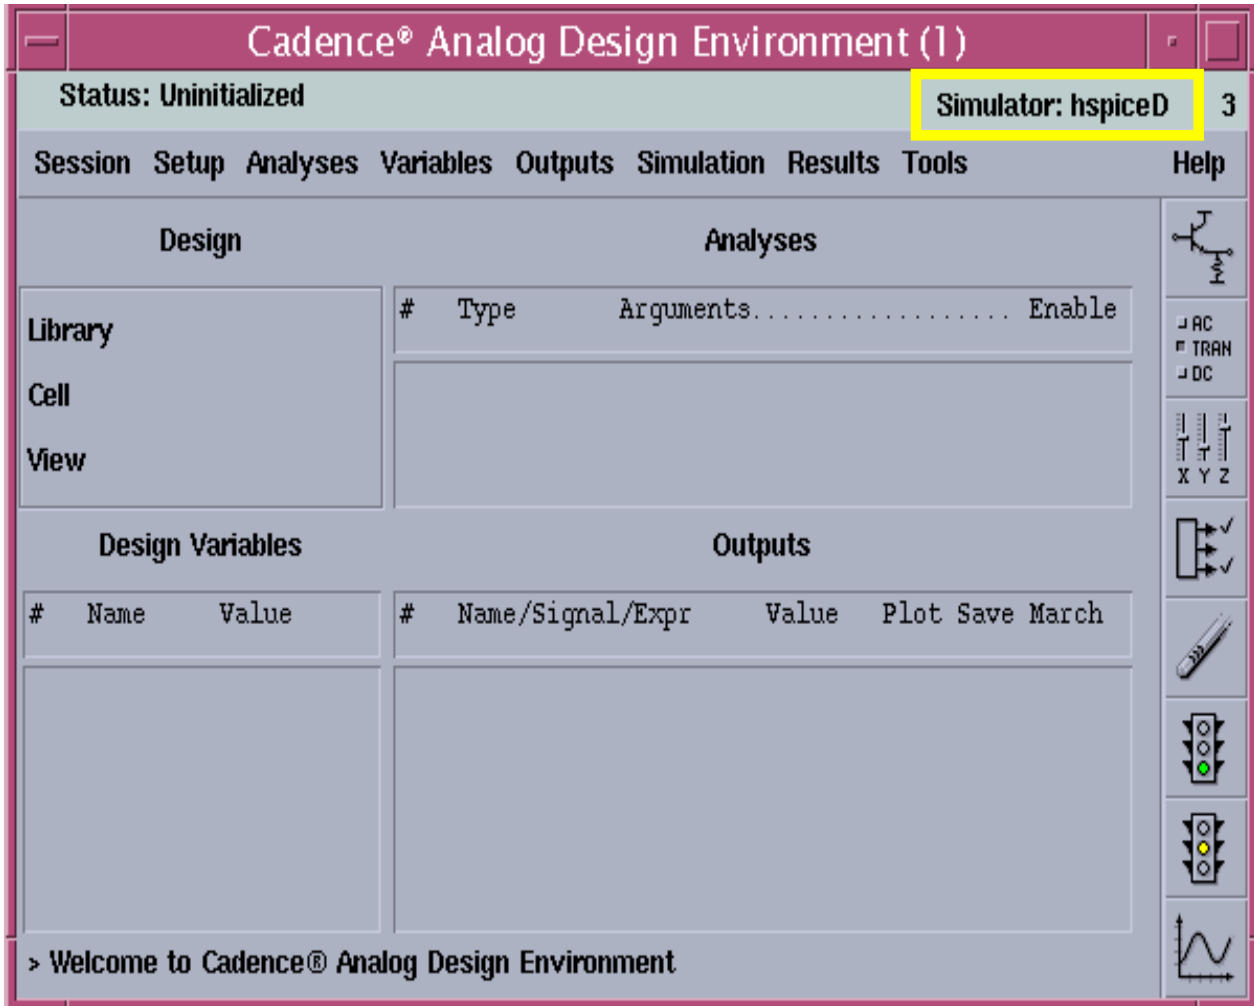 Cadence® Analog Design Environment (1)
Status: Uninitialized Simulator: hspiceD 3
Session Setup Analyses Variables Outputs Simulation Results Tools Help
Design Analyses
# Type Arguments.................. Enable
Library
Cell
View
AC
TRAN
DC
X Y Z
Design Variables Outputs
# Name Value # Name/Signal/Expr Value Plot Save March
> Welcome to Cadence® Analog Design Environment